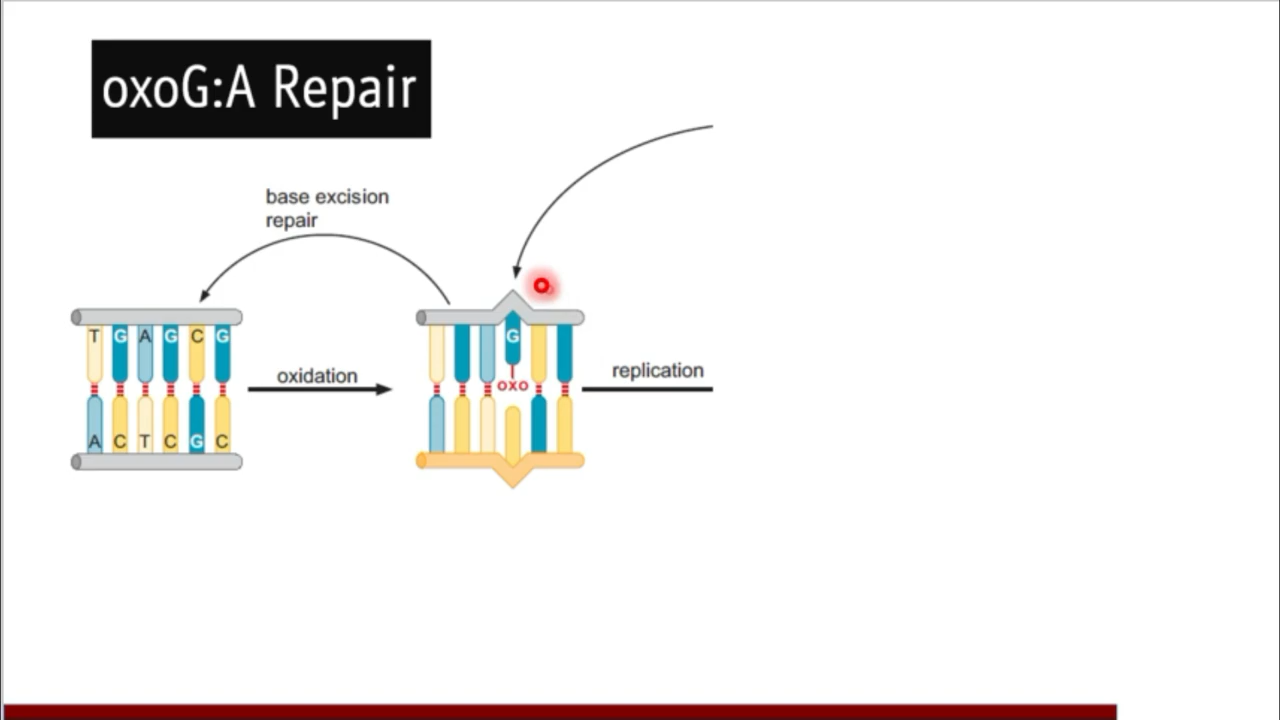 oxoG:A Repair
base excision
repair
T G A G C G
G
oxidation
replication
oxo
A C T C G C